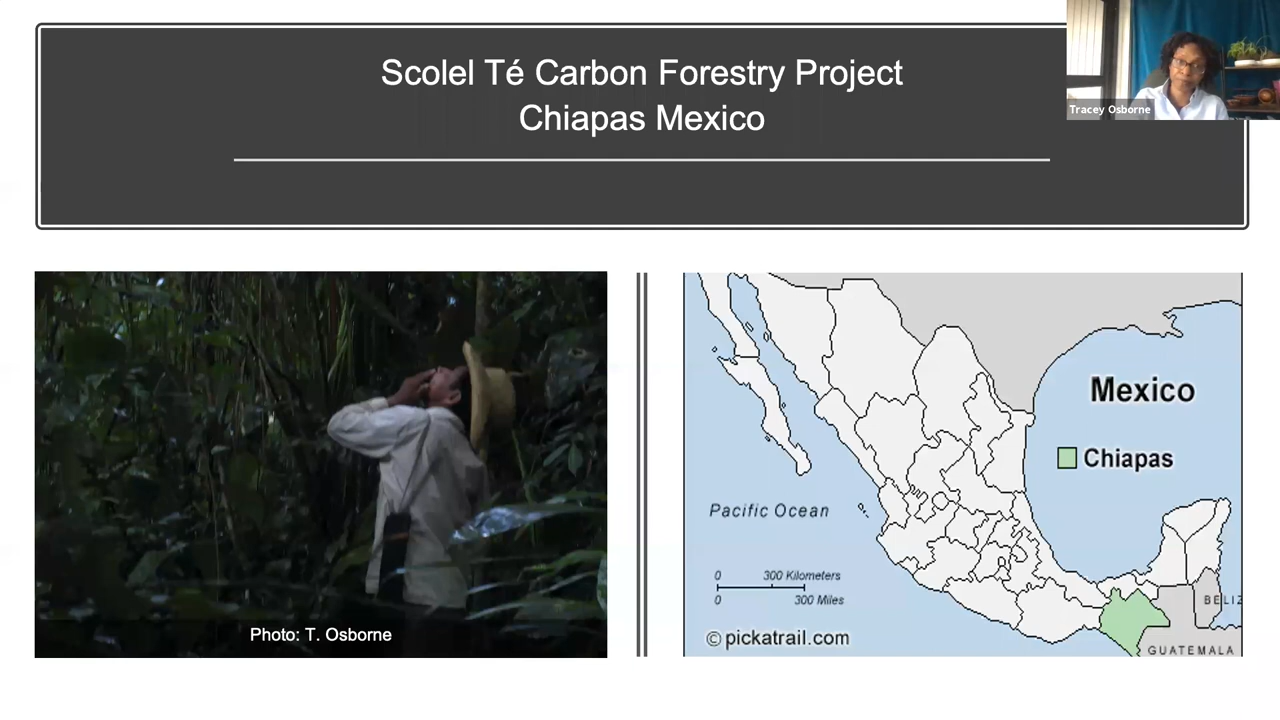 Scolel Té Carbon Forestry Project
Chiapas Mexico
Tracey Osborne
Photo: T. Osborne
Mexico
Chiapas
Pacific Ocean
0 300 Kilometers
0 300 Miles
© pickatrail.com
BELIZ
GUATEMALA